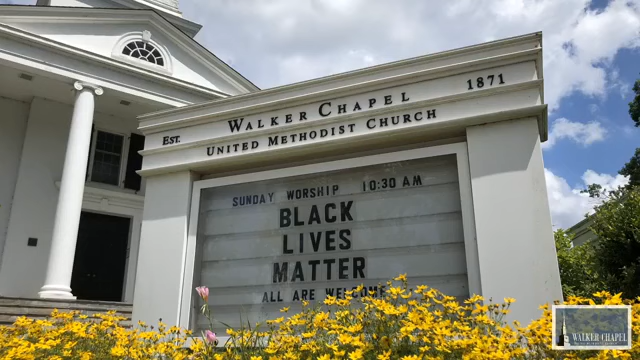 EST. WALKER CHAPEL 1871
UNITED METHODIST CHURCH
SUNDAY WORSHIP 10:30 AM
BLACK
LIVES
MATTER
ALL ARE WELCOME
WALKER CHAPEL